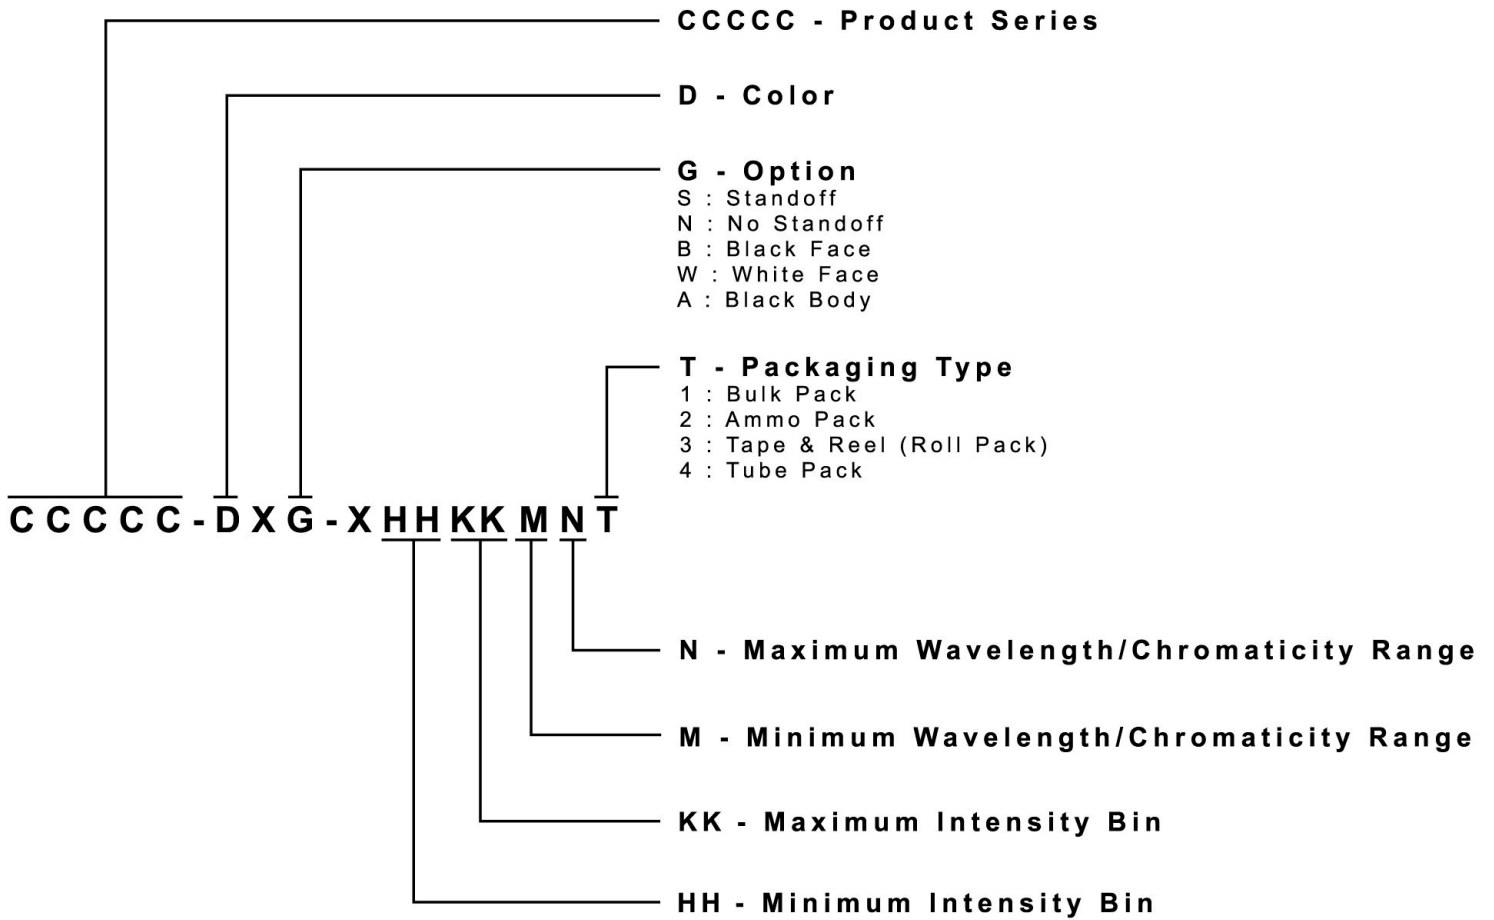 CCCCC - Product Series
D - Color
G - Option
S : Standoff
N : No Standoff
B : Black Face
W : White Face
A : Black Body
T - Packaging Type
1 : Bulk Pack
2 : Ammo Pack
3 : Tape & Reel (Roll Pack)
4 : Tube Pack
CCCCC-DXG-XHHKKMNT
N - Maximum Wavelength/Chromaticity Range
M - Minimum Wavelength/Chromaticity Range
KK - Maximum Intensity Bin
HH - Minimum Intensity Bin